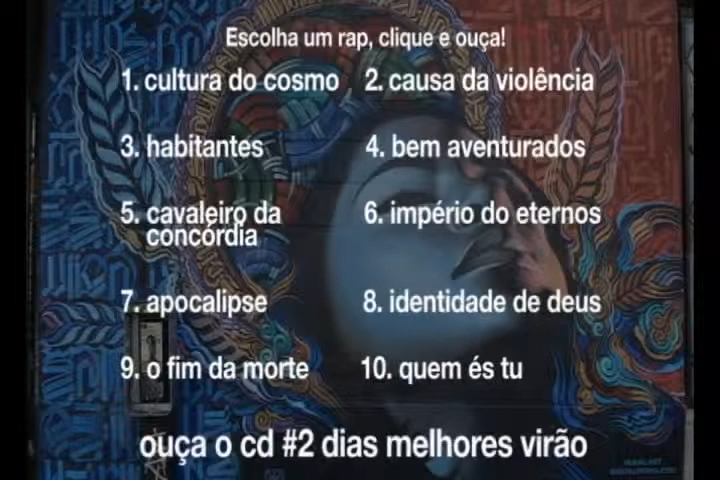 Escolha um rap, clique e ouça!
1. cultura do cosmo
2. causa da violência
3. habitantes
4. bem aventurados
5. cavaleiro da
concórdia
6. império do eternos
7. apocalipse
8. identidade de deus
9. o fim da morte
10. quem és tu
ouça o cd #2 dias melhores virão